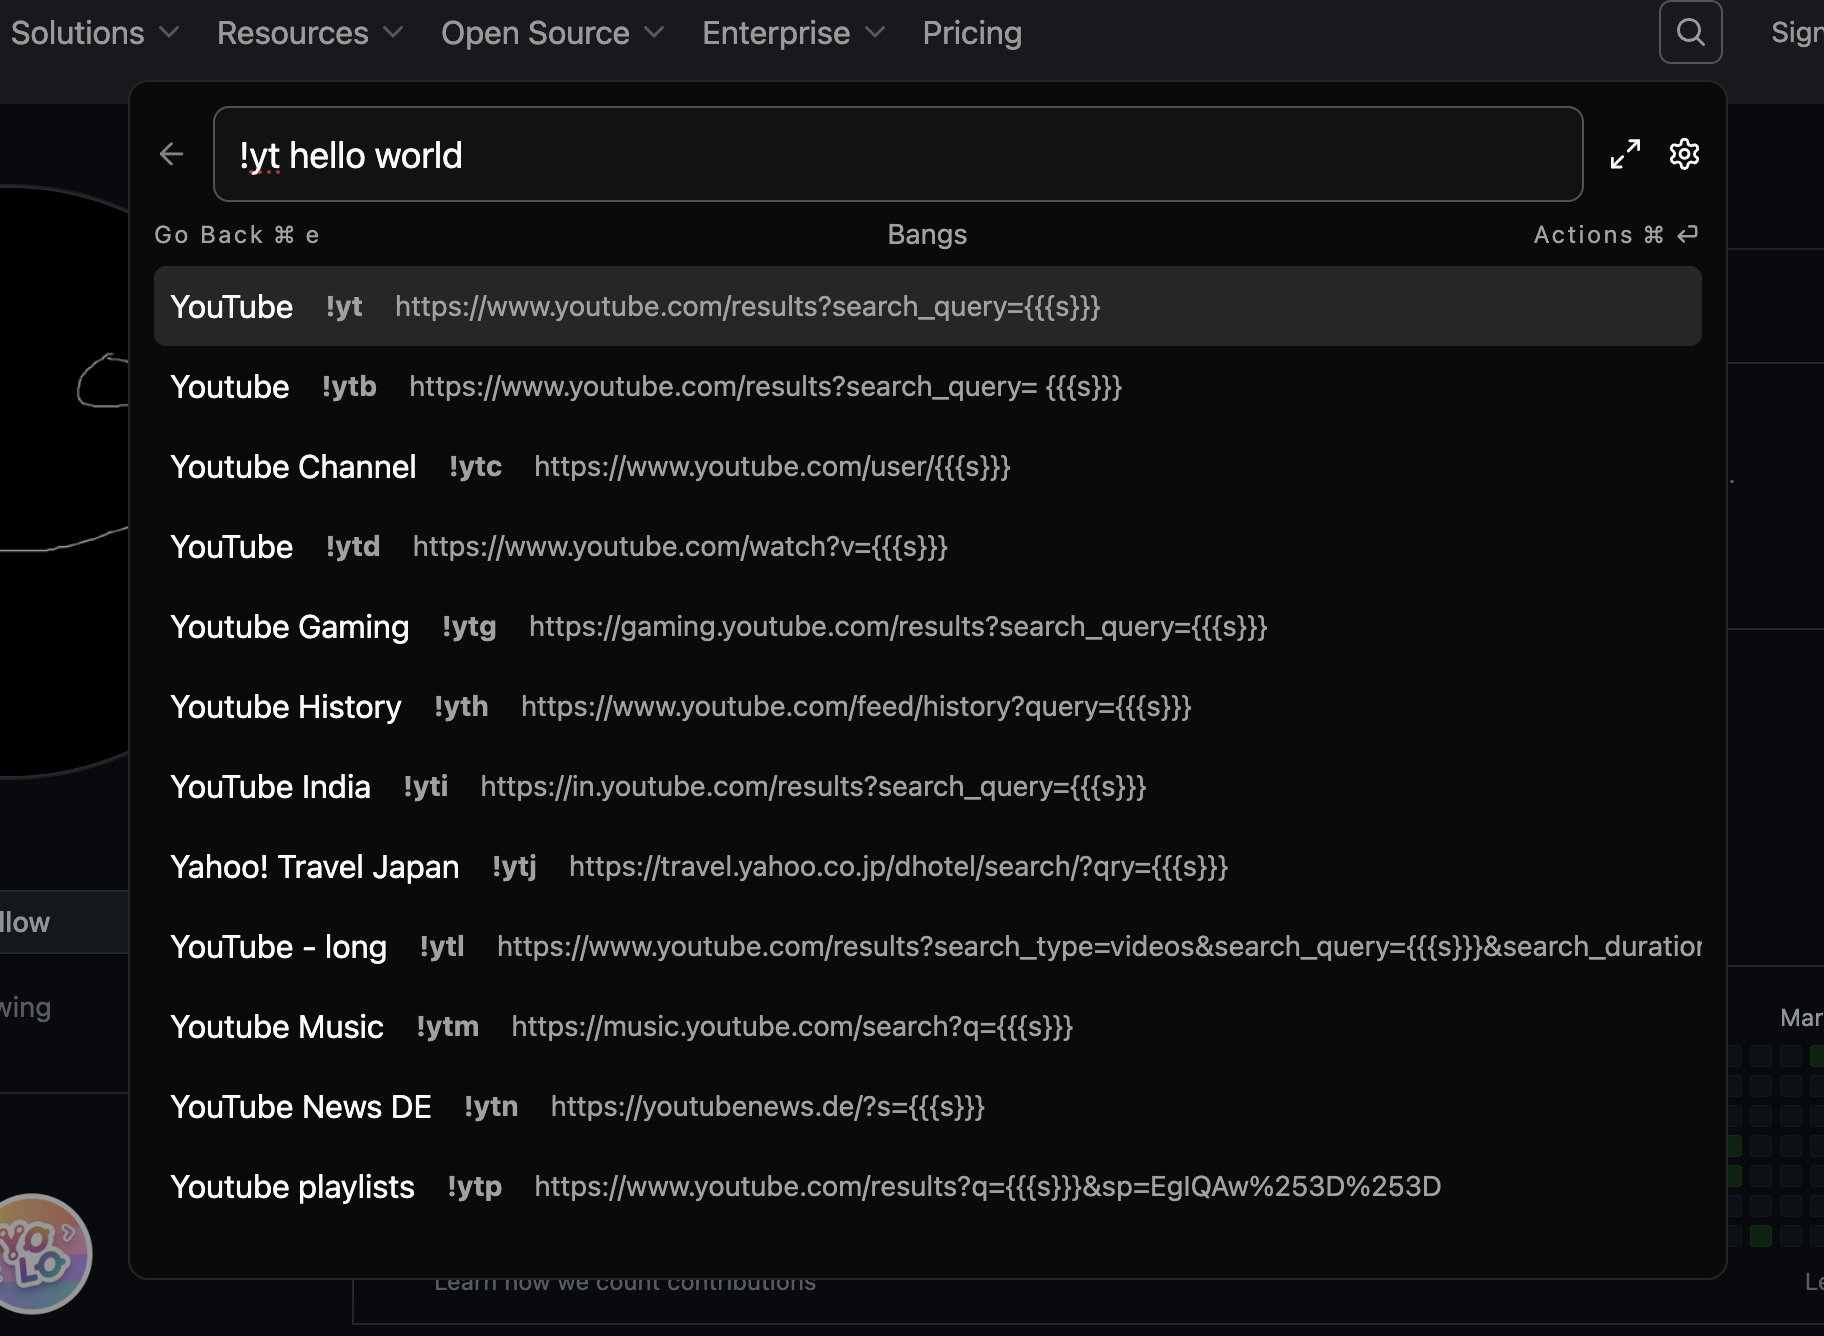 Solutions Resources Open Source Enterprise Pricing Sign
!yt hello world
Go Back ⌘ e Bangs Actions ⌘ ⏎
YouTube !yt https://www.youtube.com/results?search_query={{{s}}}
Youtube !ytb https://www.youtube.com/results?search_query= {{{s}}}
Youtube Channel !ytc https://www.youtube.com/user/{{{s}}}
YouTube !ytd https://www.youtube.com/watch?v={{{s}}}
Youtube Gaming !ytg https://gaming.youtube.com/results?search_query={{{s}}}
Youtube History !yth https://www.youtube.com/feed/history?query={{{s}}}
YouTube India !yti https://in.youtube.com/results?search_query={{{s}}}
Yahoo! Travel Japan !ytj https://travel.yahoo.co.jp/dhotel/search/?qry={{{s}}}
llow
YouTube - long !ytl https://www.youtube.com/results?search_type=videos&search_query={{{s}}}&search_duration
wing
Youtube Music !ytm https://music.youtube.com/search?q={{{s}}}
Mar
YouTube News DE !ytn https://youtubenews.de/?s={{{s}}}
Youtube playlists !ytp https://www.youtube.com/results?q={{{s}}}&sp=EgIQAw%253D%253D
YO
LO
Learn how we count contributions Le